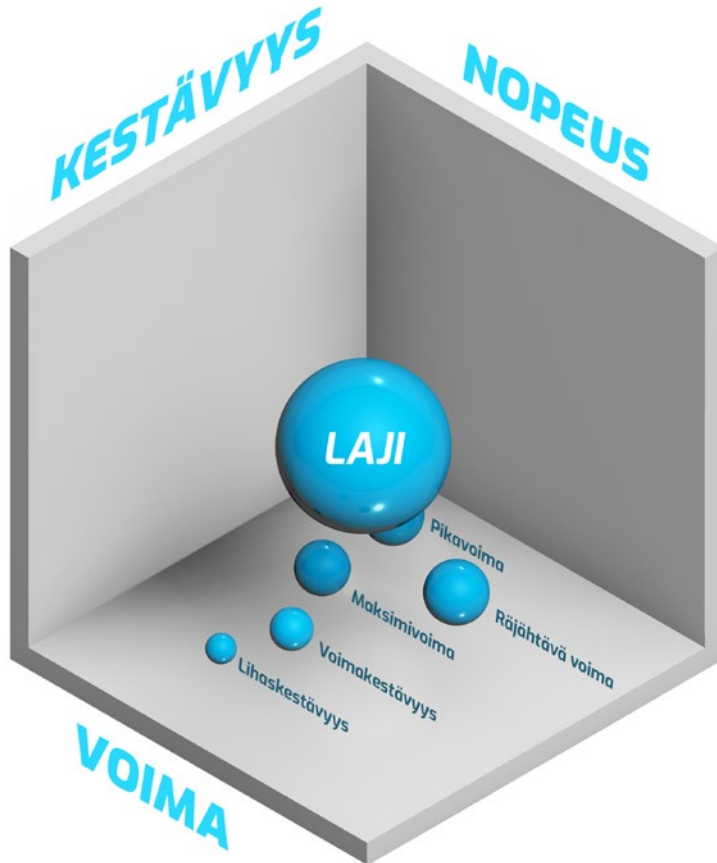 KESTÄVYYS
NOPEUS
LAJI
Pikavoima
Maksimivoima
Räjähtävä voima
Voimakestävyys
Lihaskestävyys
VOIMA